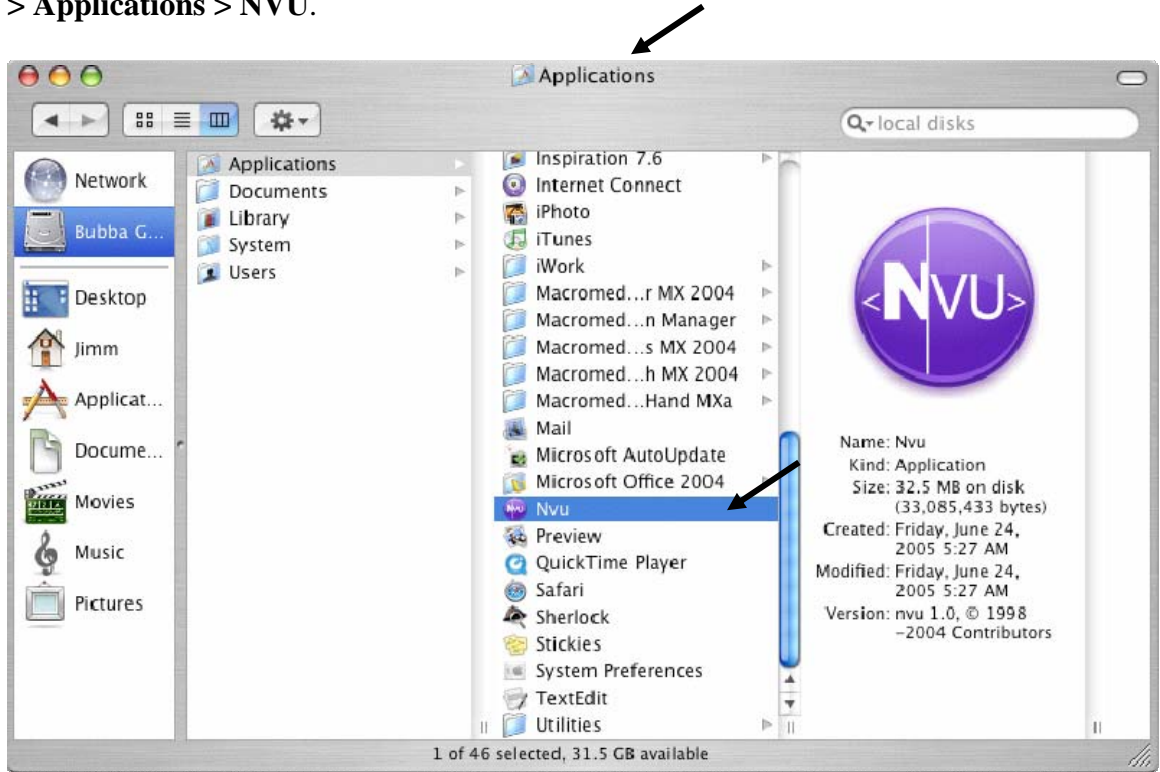 > Applications > NVU.
Applications
local disks
Network
Bubba G...
Desktop
Jimm
Applicat...
Docume...
Movies
Music
Pictures
Applications
Documents
Library
System
Users
Inspiration 7.6
Internet Connect
iPhoto
iTunes
iWork
Macromed...r MX 2004
Macromed...n Manager
Macromed...s MX 2004
Macromed...h MX 2004
Macromed...Hand MXa
Mail
Microsoft AutoUpdate
Microsoft Office 2004
Nvu
Preview
QuickTime Player
Safari
Sherlock
Stickies
System Preferences
TextEdit
Utilities
<NVU>
Name: Nvu
Kind: Application
Size: 32.5 MB on disk
(33,085,433 bytes)
Created: Friday, June 24,
2005 5:27 AM
Modified: Friday, June 24,
2005 5:27 AM
Version: nvu 1.0, © 1998
-2004 Contributors
1 of 46 selected, 31.5 GB available